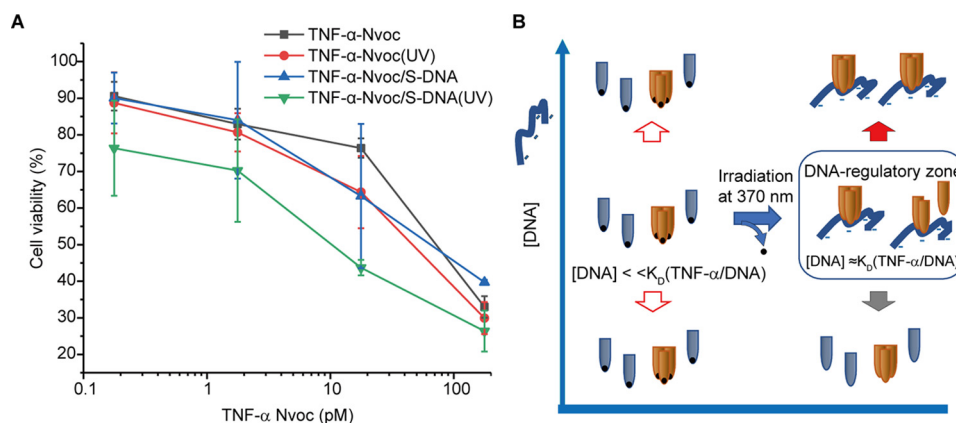 A
TNF-α-Nvoc
TNF-α-Nvoc(UV)
TNF-α-Nvoc/S-DNA
TNF-α-Nvoc/S-DNA(UV)
100
90
80
70
60
50
40
30
20
Cell viability (%)
0.1
1
10
100
TNF-α Nvoc (pM)
B
[DNA]
Irradiation
at 370 nm
[DNA] < <KD(TNF-α/DNA)
DNA-regulatory zone
[DNA] ≈KD(TNF-α/DNA)